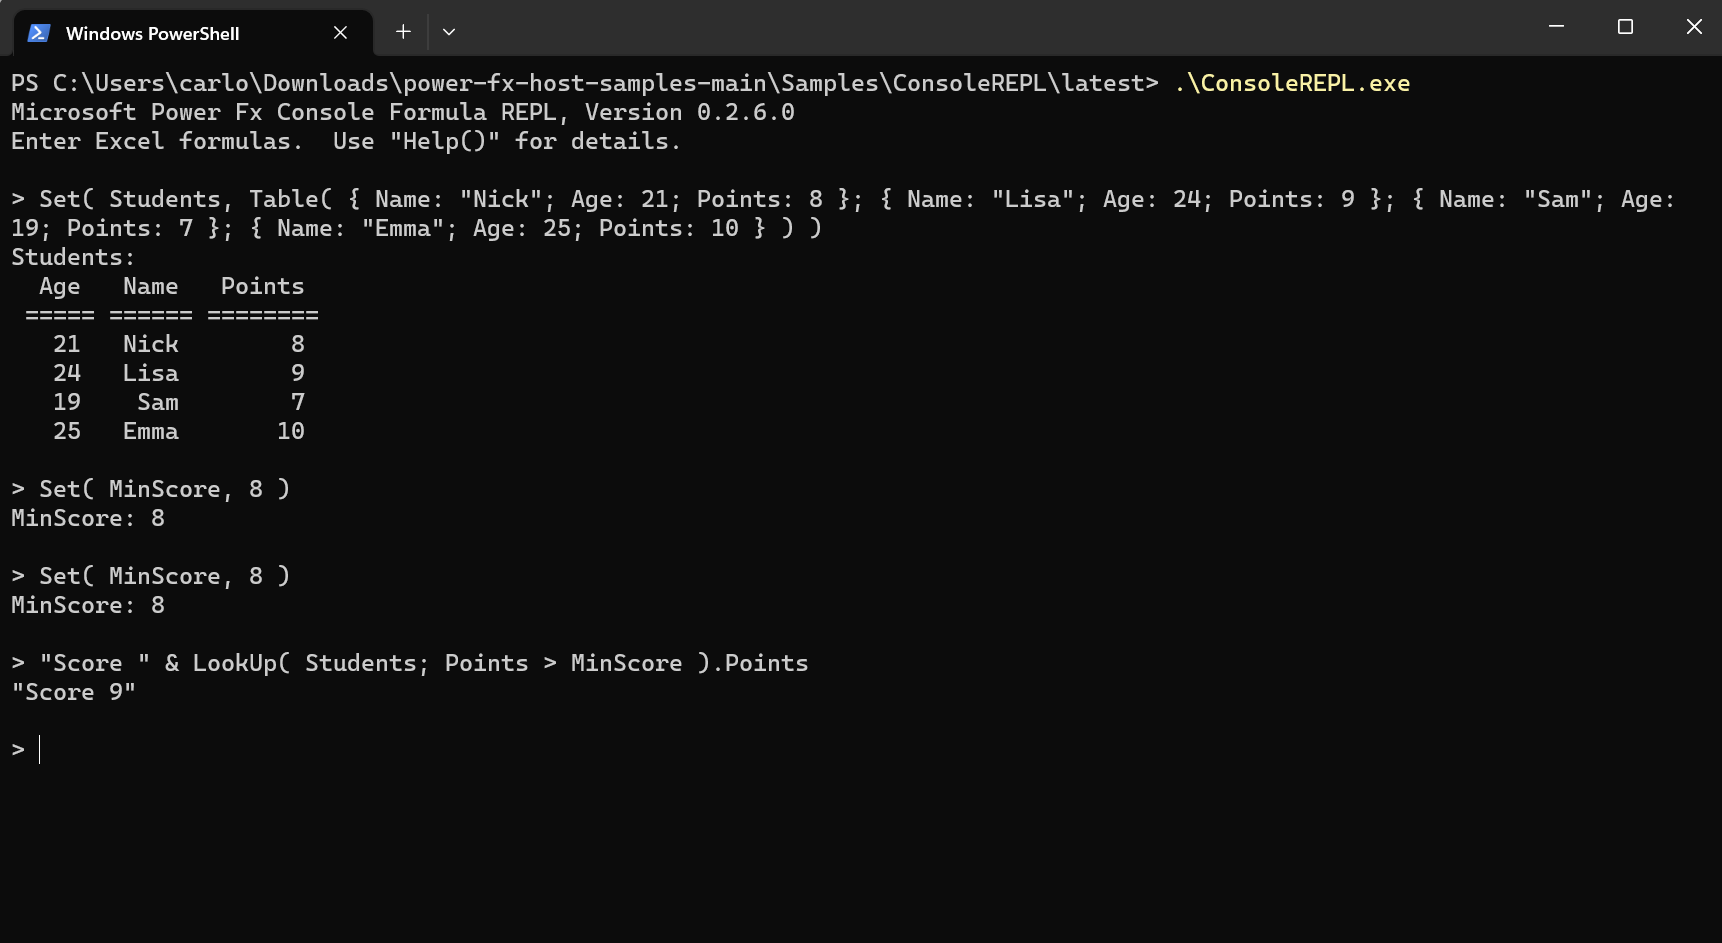 Windows PowerShell
PS C:\Users\carlo\Downloads\power-fx-host-samples-main\Samples\ConsoleREPL\latest> .\ConsoleREPL.exe
Microsoft Power Fx Console Formula REPL, Version 0.2.6.0
Enter Excel formulas.  Use "Help()" for details.
> Set( Students, Table( { Name: "Nick"; Age: 21; Points: 8 }; { Name: "Lisa"; Age: 24; Points: 9 }; { Name: "Sam"; Age:
19; Points: 7 }; { Name: "Emma"; Age: 25; Points: 10 } ) )
Students:
  Age   Name   Points
 ===== ====== ========
   21   Nick        8
   24   Lisa        9
   19    Sam        7
   25   Emma       10
> Set( MinScore, 8 )
MinScore: 8
> Set( MinScore, 8 )
MinScore: 8
> "Score " & LookUp( Students; Points > MinScore ).Points
"Score 9"
>